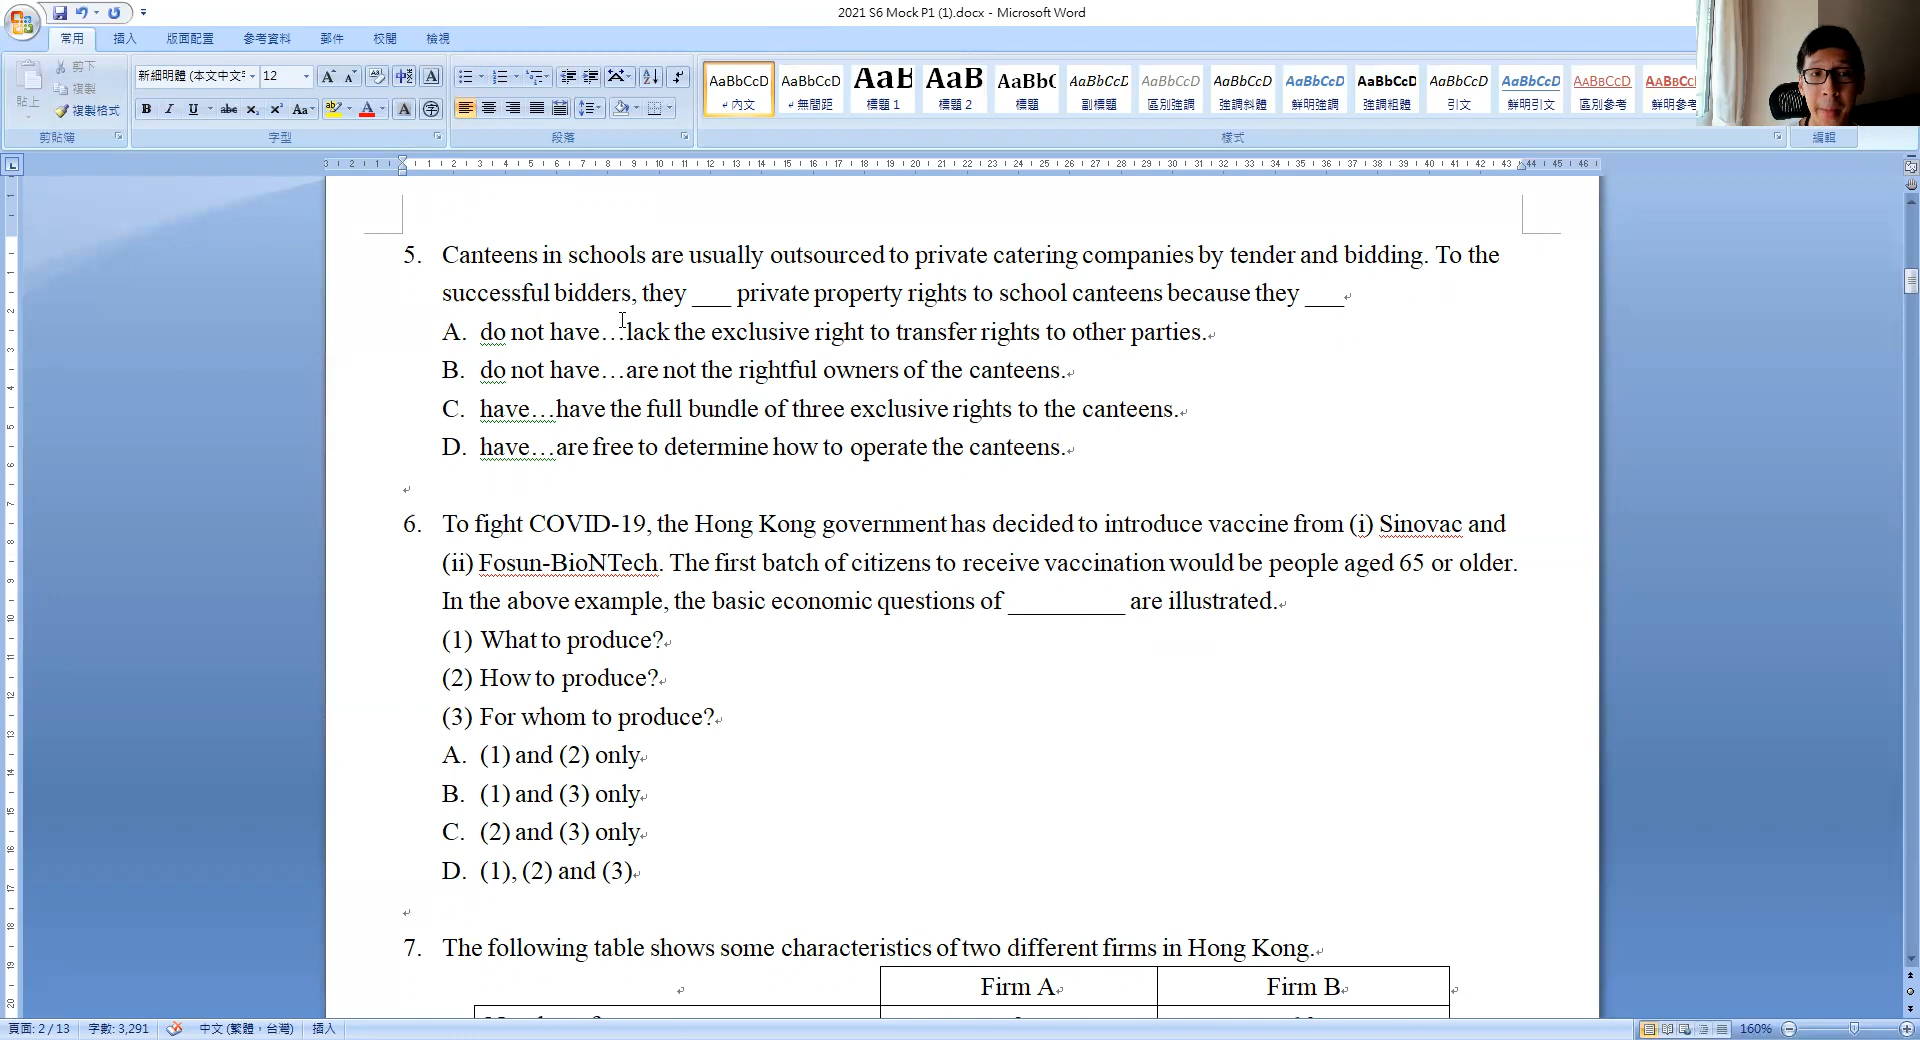 2021 S6 Mock P1 (1).docx - Microsoft Word
常用 插入 版面配置 參考資料 郵件 校閱 檢視
貼上 剪下 複製 複製格式
新細明體 (本文中文: 12
AaBbCcD AaBbCcD AaB AaB AaBb( AaBbCcD AaBbCcD AaBbCcD AaBbCcD AaBbCcD AaBbCcD AaBbCcD AaBbCcD AaBbCc
內文 無間距 標題 1 標題 2 標題 副標題 區別強調 強調斜體 鮮明強調 強調粗體 引文 鮮明引文 區別參考 鮮明參考
剪貼簿 字型 段落 樣式 編輯
5. Canteens in schools are usually outsourced to private catering companies by tender and bidding. To the
successful bidders, they ___ private property rights to school canteens because they ___
A. do not have…lack the exclusive right to transfer rights to other parties.
B. do not have…are not the rightful owners of the canteens.
C. have…have the full bundle of three exclusive rights to the canteens.
D. have…are free to determine how to operate the canteens.
6. To fight COVID-19, the Hong Kong government has decided to introduce vaccine from (i) Sinovac and
(ii) Fosun-BioNTech. The first batch of citizens to receive vaccination would be people aged 65 or older.
In the above example, the basic economic questions of _________ are illustrated.
(1) What to produce?
(2) How to produce?
(3) For whom to produce?
A. (1) and (2) only
B. (1) and (3) only
C. (2) and (3) only
D. (1), (2) and (3)
7. The following table shows some characteristics of two different firms in Hong Kong.
Firm A Firm B
頁面: 2 / 13 字數: 3,291 中文 (繁體，台灣) 插入 160%